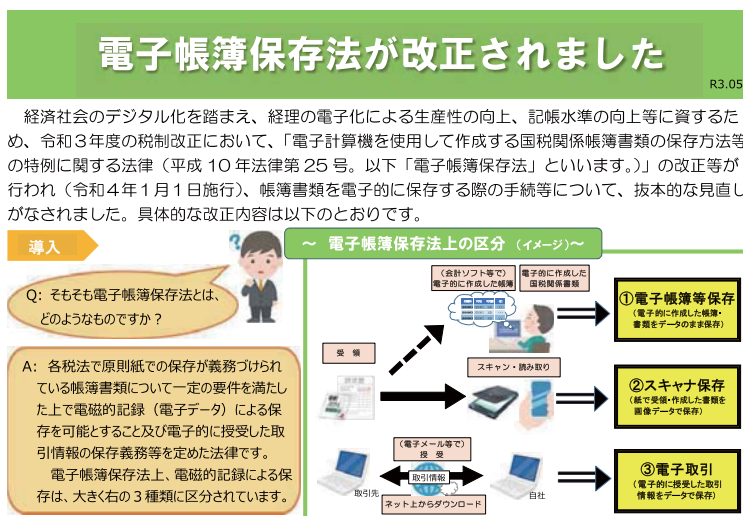 電子帳簿保存法が改正されました
R3.05
経済社会のデジタル化を踏まえ、経理の電子化による生産性の向上、記帳水準の向上等に資するた
め、令和３年度の税制改正において、「電子計算機を使用して作成する国税関係帳簿書類の保存方法等
の特例に関する法律（平成 10 年法律第 25 号。以下「電子帳簿保存法」といいます。）」の改正等が
行われ（令和４年１月１日施行）、帳簿書類を電子的に保存する際の手続等について、抜本的な見直し
がなされました。具体的な改正内容は以下のとおりです。
導入
Q: そもそも電子帳簿保存法とは、
どのようなものですか？
A: 各税法で原則紙での保存が義務づけられ
ている帳簿書類について一定の要件を満たし
た上で電磁的記録（電子データ）による保
存を可能とすること及び電子的に授受した取
引情報の保存義務等を定めた法律です。
電子帳簿保存法上、電磁的記録による保
存は、大きく右の３種類に区分されています。
～ 電子帳簿保存法上の区分 （イメージ）～
（会計ソフト等で）
電子的に作成した帳簿
電子的に作成した
国税関係書類
①電子帳簿等保存
（電子的に作成した帳簿・
書類をデータのまま保存）
受 領
スキャン・読み取り
②スキャナ保存
（紙で受領・作成した書類を
画像データで保存）
（電子メール等で）
授 受
取引情報
取引先
自社
ネット上からダウンロード
③電子取引
（電子的に授受した取引
情報をデータで保存）